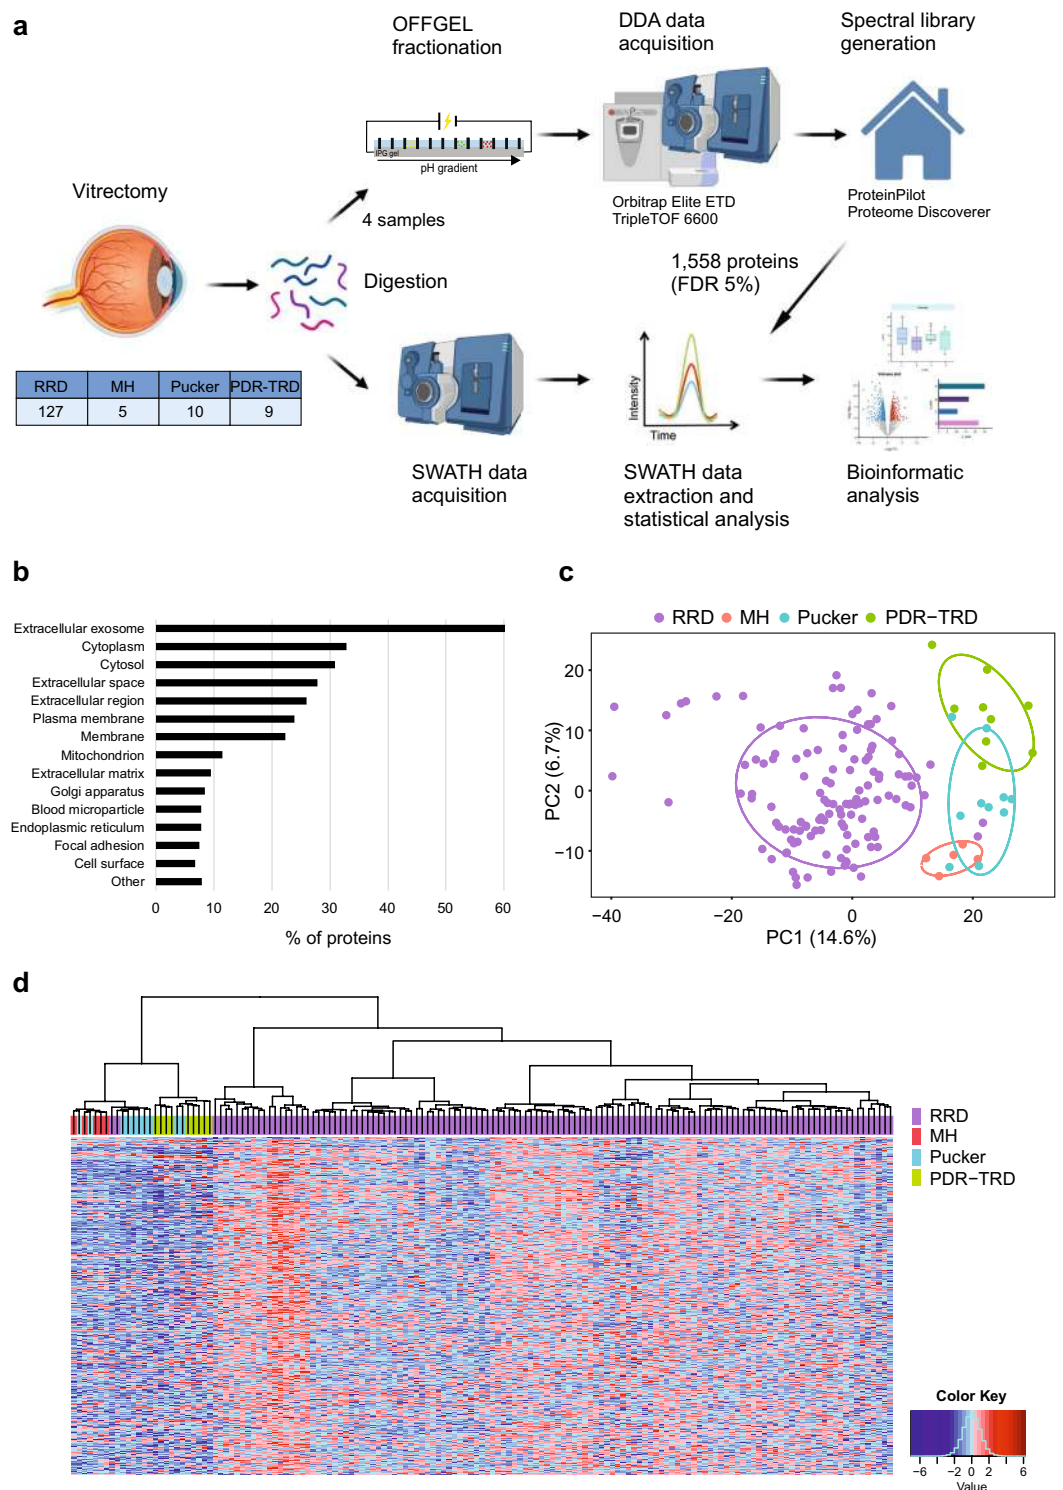 a
OFFGEL
fractionation
DDA data
acquisition
Spectral library
generation
IPG gel
pH gradient
Orbitrap Elite ETD
TripleTOF 6600
ProteinPilot
Proteome Discoverer
Vitrectomy
4 samples
Digestion
1,558 proteins
(FDR 5%)
RRD MH Pucker PDR-TRD
127 5 10 9
Intensity
Time
SWATH data
acquisition
SWATH data
extraction and
statistical analysis
Bioinformatic
analysis
b
Extracellular exosome
Cytoplasm
Cytosol
Extracellular space
Extracellular region
Plasma membrane
Membrane
Mitochondrion
Extracellular matrix
Golgi apparatus
Blood microparticle
Endoplasmic reticulum
Focal adhesion
Cell surface
Other
0 10 20 30 40 50 60
% of proteins
c
RRD MH Pucker PDR−TRD
20
10
0
−10
PC2 (6.7%)
−40 −20 0 20
PC1 (14.6%)
d
RRD
MH
Pucker
PDR−TRD
Color Key
−6 −2 0 2 6
Value